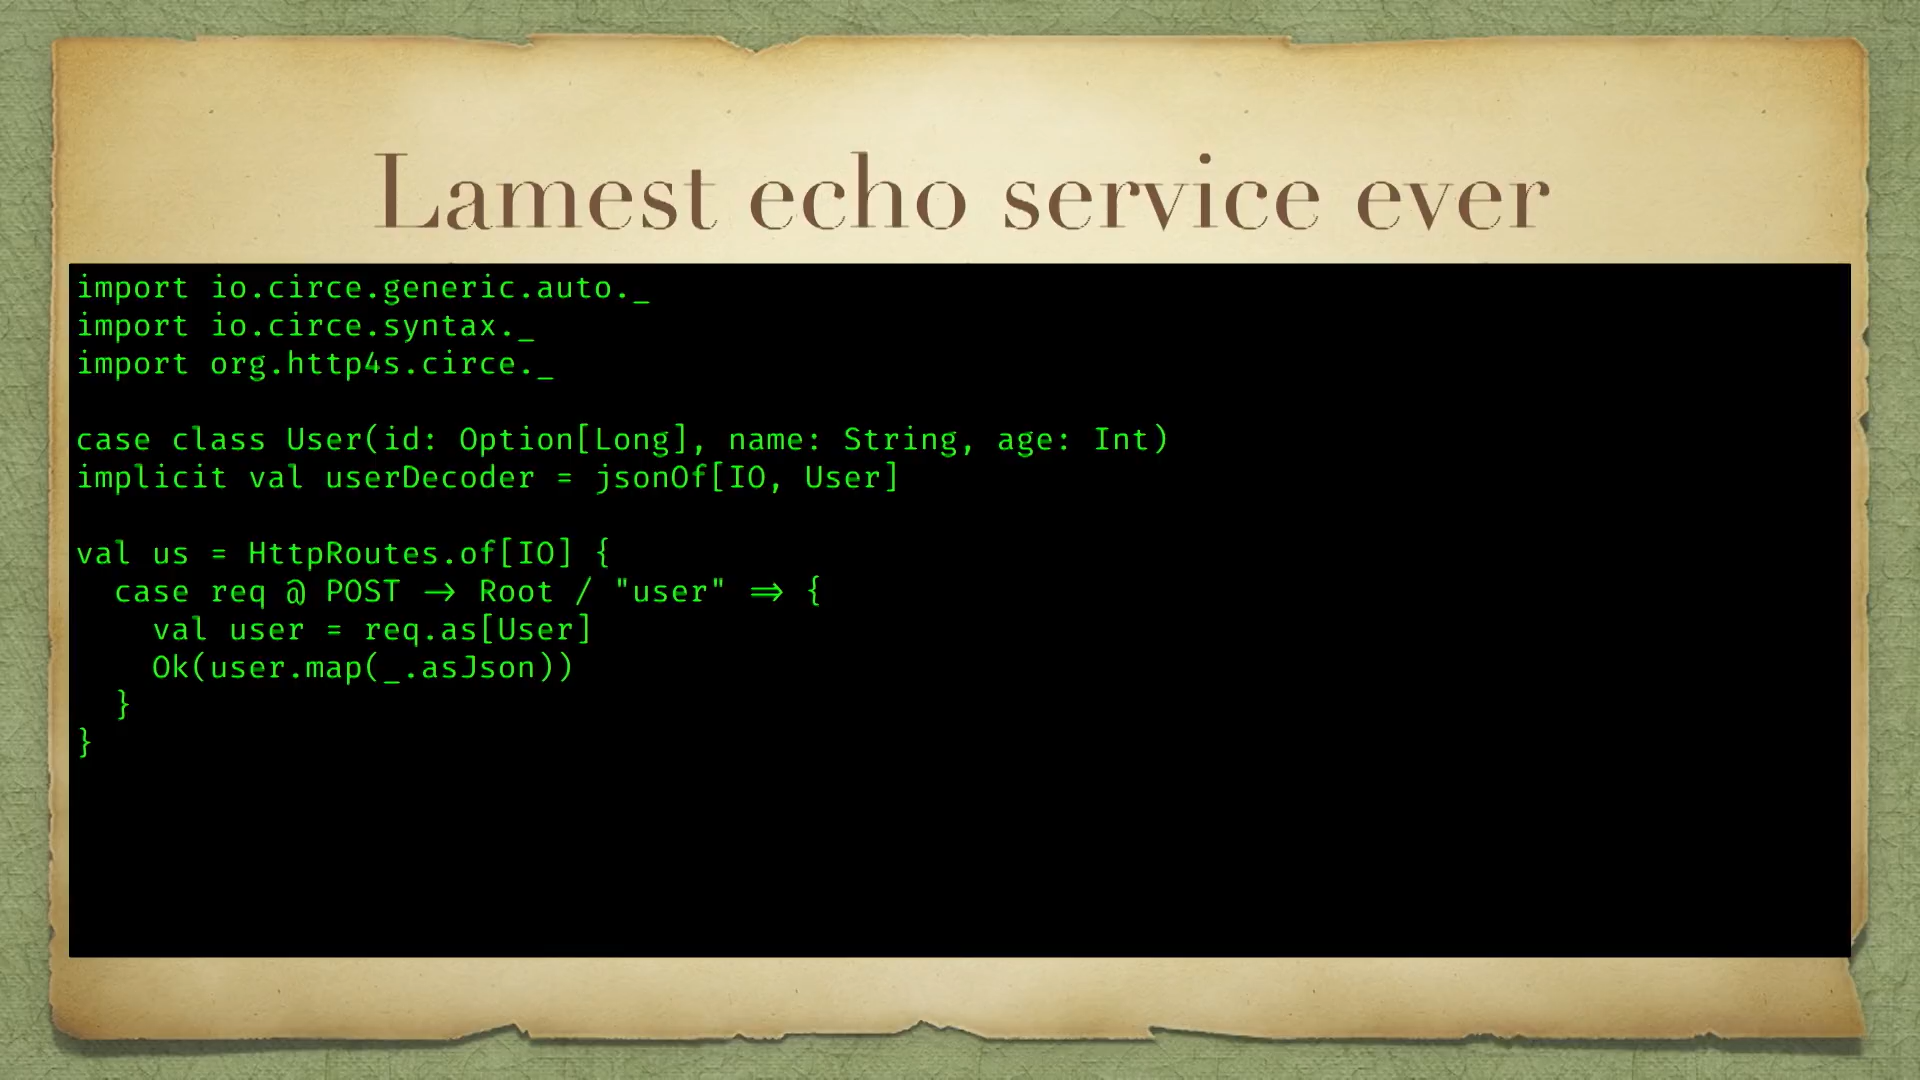 Lamest echo service ever
import io.circe.generic.auto._
import io.circe.syntax._
import org.http4s.circe._
case class User(id: Option[Long], name: String, age: Int)
implicit val userDecoder = jsonOf[IO, User]
val us = HttpRoutes.of[IO] {
  case req @ POST → Root / "user" ⇒ {
    val user = req.as[User]
    Ok(user.map(_.asJson))
  }
}